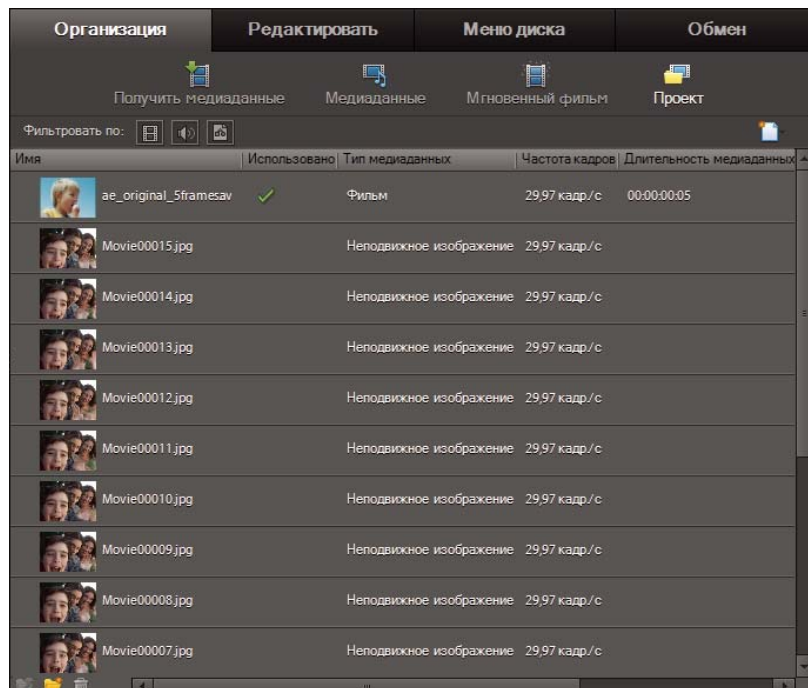 Организация Редактировать Меню диска Обмен
Получить медиаданные Медиаданные Мгновенный фильм Проект
Фильтровать по:
Имя Использовано Тип медиаданных Частота кадров Длительность медиаданных
ae_original_5framesav Фильм 29,97 кадр/с 00:00:00:05
Movie00015.jpg Неподвижное изображение 29,97 кадр./с
Movie00014.jpg Неподвижное изображение 29,97 кадр./с
Movie00013.jpg Неподвижное изображение 29,97 кадр./с
Movie00012.jpg Неподвижное изображение 29,97 кадр./с
Movie00011.jpg Неподвижное изображение 29,97 кадр./с
Movie00010.jpg Неподвижное изображение 29,97 кадр./с
Movie00009.jpg Неподвижное изображение 29,97 кадр./с
Movie00008.jpg Неподвижное изображение 29,97 кадр./с
Movie00007.jpg Неподвижное изображение 29,97 кадр./с